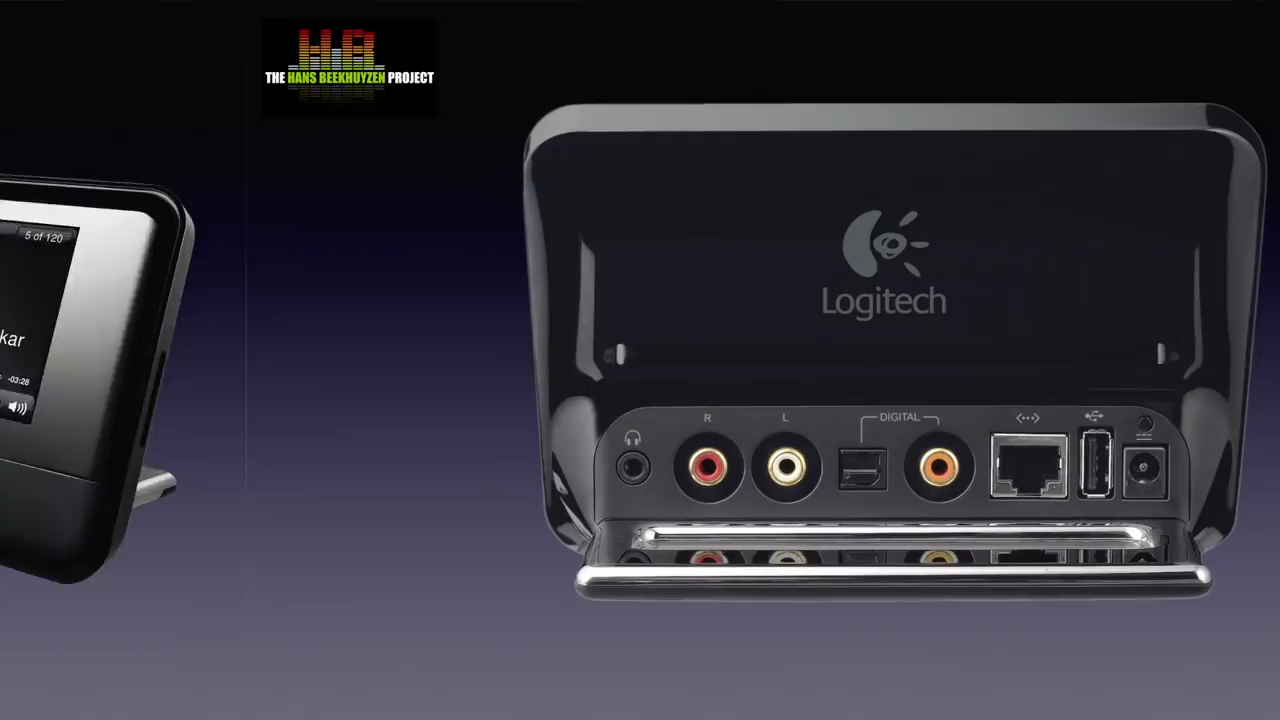 THE HANS BEEKHUYZEN PROJECT
5 of 120
kar
-03:28
Logitech
R
L
DIGITAL